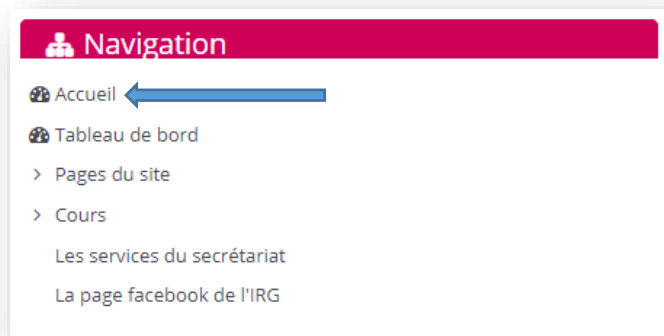 Navigation
Accueil
Tableau de bord
Pages du site
Cours
Les services du secrétariat
La page facebook de l'IRG